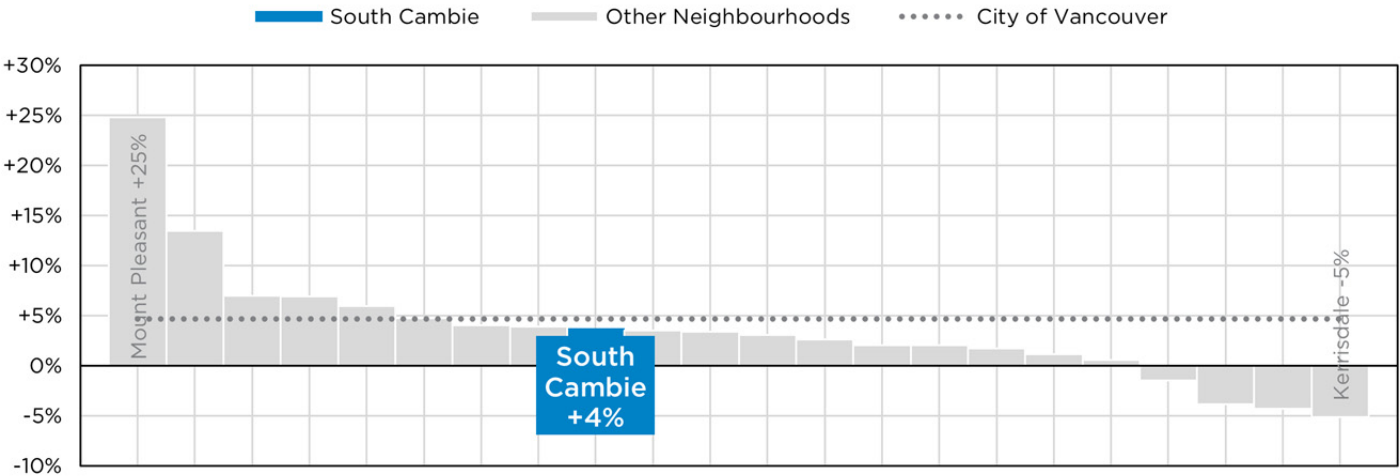 South Cambie
Other Neighbourhoods
City of Vancouver
+30%
+25%
+20%
+15%
+10%
+5%
0%
-5%
-10%
Mount Pleasant +25%
South
Cambie
+4%
Kerrisdale -5%